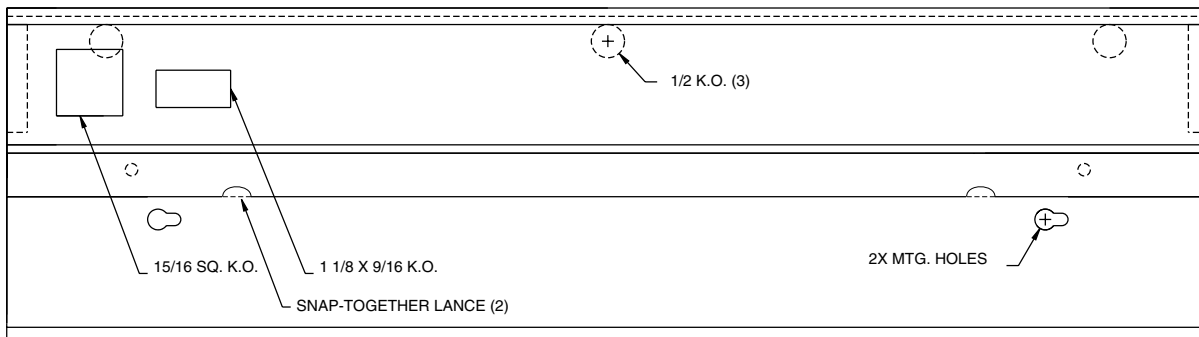 1/2 K.O. (3)
15/16 SQ. K.O.
1 1/8 X 9/16 K.O.
2X MTG. HOLES
SNAP-TOGETHER LANCE (2)